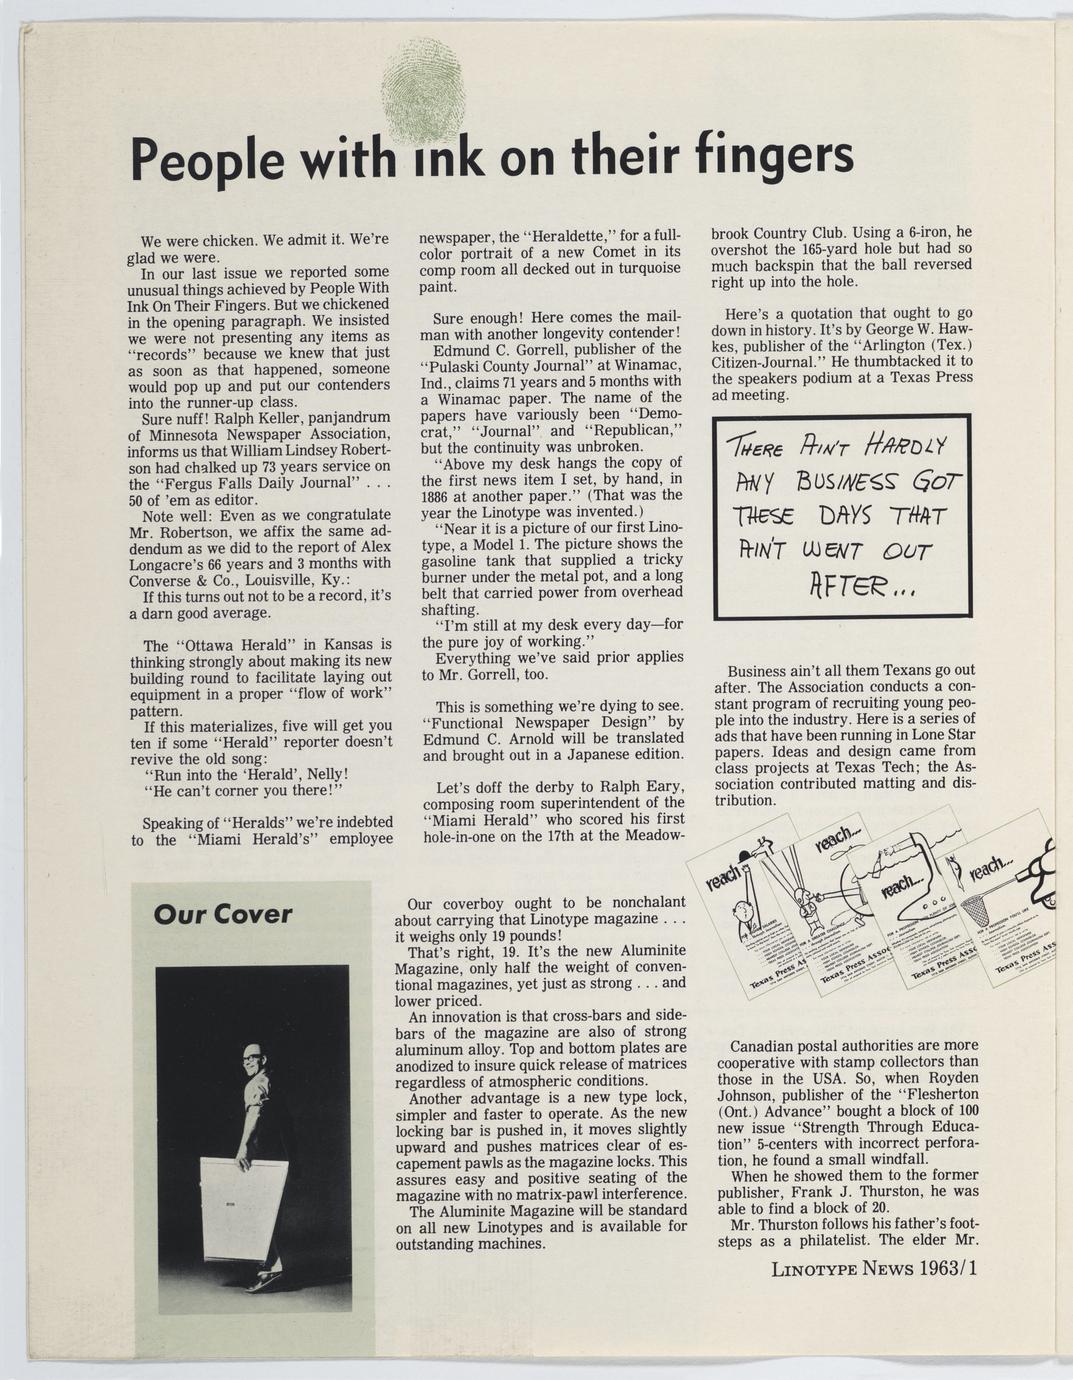 People with ink on their fingers
We were chicken. We admit it. We're
glad we were.
In our last issue we reported some
unusual things achieved by People With
Ink On Their Fingers. But we chickened
in the opening paragraph. We insisted
we were not presenting any items as
“records” because we knew that just
as soon as that happened, someone
would pop up and put our contenders
into the runner-up class.
Sure nuff! Ralph Keller, panjandrum
of Minnesota Newspaper Association,
informs us that William Lindsey Robert-
son had chalked up 73 years service on
the “Fergus Falls Daily Journal” . . .
50 of 'em as editor.
Note well: Even as we congratulate
Mr. Robertson, we affix the same ad-
dendum as we did to the report of Alex
Longacre's 66 years and 3 months with
Converse & Co., Louisville, Ky.:
If this turns out not to be a record, it's
a darn good average.
The “Ottawa Herald” in Kansas is
thinking strongly about making its new
building round to facilitate laying out
equipment in a proper “flow of work”
pattern.
If this materializes, five will get you
ten if some “Herald” reporter doesn't
revive the old song:
“Run into the ‘Herald’, Nelly!
“He can't corner you there!”
Speaking of “Heralds” we're indebted
to the “Miami Herald's” employee
newspaper, the “Heraldette,” for a full-
color portrait of a new Comet in its
comp room all decked out in turquoise
paint.
Sure enough! Here comes the mail-
man with another longevity contender!
Edmund C. Gorrell, publisher of the
“Pulaski County Journal” at Winamac,
Ind., claims 71 years and 5 months with
a Winamac paper. The name of the
papers have variously been “Demo-
crat,” “Journal” and “Republican,”
but the continuity was unbroken.
“Above my desk hangs the copy of
the first news item I set, by hand, in
1886 at another paper.” (That was the
year the Linotype was invented.)
“Near it is a picture of our first Lino-
type, a Model 1. The picture shows the
gasoline tank that supplied a tricky
burner under the metal pot, and a long
belt that carried power from overhead
shafting.
“I'm still at my desk every day—for
the pure joy of working.”
Everything we've said prior applies
to Mr. Gorrell, too.
This is something we're dying to see.
“Functional Newspaper Design” by
Edmund C. Arnold will be translated
and brought out in a Japanese edition.
Let's doff the derby to Ralph Eary,
composing room superintendent of the
“Miami Herald” who scored his first
hole-in-one on the 17th at the Meadow-
brook Country Club. Using a 6-iron, he
overshot the 165-yard hole but had so
much backspin that the ball reversed
right up into the hole.
Here's a quotation that ought to go
down in history. It's by George W. Haw-
kes, publisher of the “Arlington (Tex.)
Citizen-Journal.” He thumbtacked it to
the speakers podium at a Texas Press
ad meeting.
THERE AIN'T HARDLY
ANY BUSINESS GOT
THESE DAYS THAT
AIN'T WENT OUT
AFTER...
Business ain't all them Texans go out
after. The Association conducts a con-
stant program of recruiting young peo-
ple into the industry. Here is a series of
ads that have been running in Lone Star
papers. Ideas and design came from
class projects at Texas Tech; the As-
sociation contributed matting and dis-
tribution.
reach
reach...
reach...
reach...
Texas Press As
Texas Press Asso
Texas Press Asso
Texas Press As
Canadian postal authorities are more
cooperative with stamp collectors than
those in the USA. So, when Royden
Johnson, publisher of the “Flesherton
(Ont.) Advance” bought a block of 100
new issue “Strength Through Educa-
tion” 5-centers with incorrect perfora-
tion, he found a small windfall.
When he showed them to the former
publisher, Frank J. Thurston, he was
able to find a block of 20.
Mr. Thurston follows his father's foot-
steps as a philatelist. The elder Mr.
Our Cover
Our coverboy ought to be nonchalant
about carrying that Linotype magazine . . .
it weighs only 19 pounds!
That's right, 19. It's the new Aluminite
Magazine, only half the weight of conven-
tional magazines, yet just as strong . . . and
lower priced.
An innovation is that cross-bars and side-
bars of the magazine are also of strong
aluminum alloy. Top and bottom plates are
anodized to insure quick release of matrices
regardless of atmospheric conditions.
Another advantage is a new type lock,
simpler and faster to operate. As the new
locking bar is pushed in, it moves slightly
upward and pushes matrices clear of es-
capement pawls as the magazine locks. This
assures easy and positive seating of the
magazine with no matrix-pawl interference.
The Aluminite Magazine will be standard
on all new Linotypes and is available for
outstanding machines.
LINOTYPE NEWS 1963/1